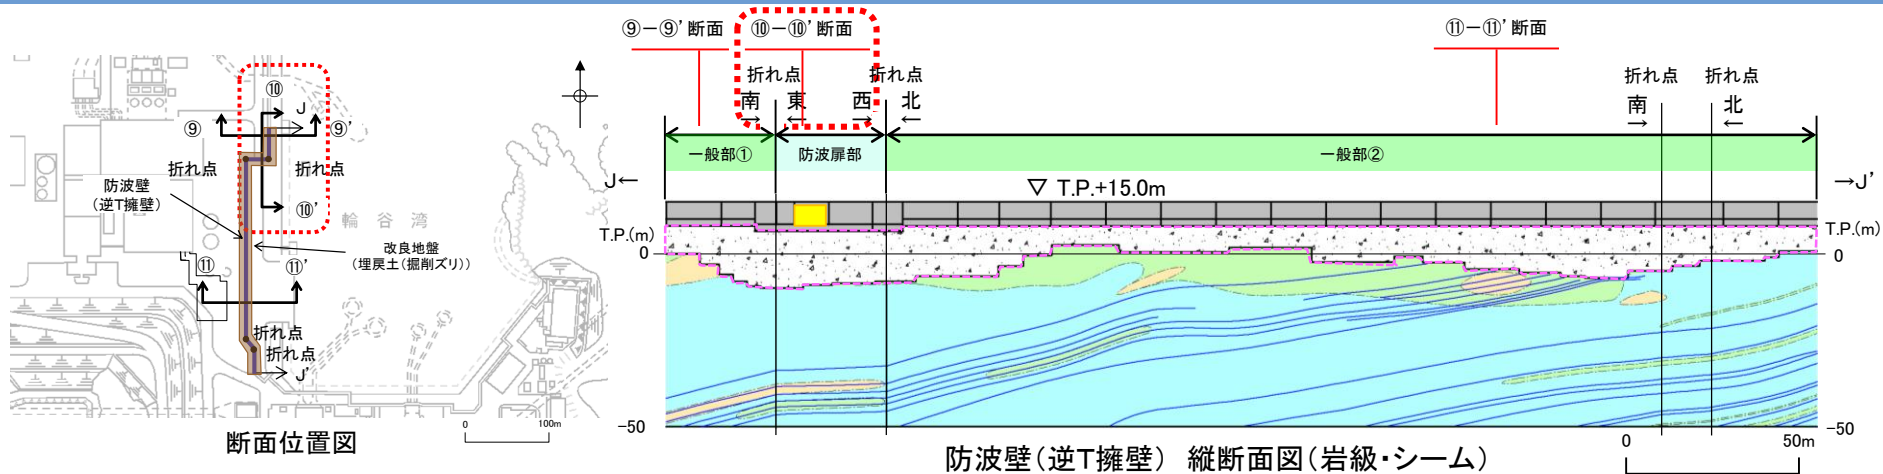 ⑨-⑨’断面
⑩-⑩’断面
⑪-⑪’断面
折れ点
折れ点
折れ点
折れ点
南
東
西
北
南
北
→
←
→
←
→
←
一般部①
防波扉部
一般部②
J←
▽ T.P.+15.0m
→J’
T.P.(m)
T.P.(m)
0
0
-50
-50
0
50m
防波壁(逆T擁壁) 縦断面図(岩級・シーム)
⑩
J
⑨
⑨’
折れ点
折れ点
防波壁
(逆T擁壁)
⑩’
輪谷湾
改良地盤
(埋戻土(掘削ズリ))
⑪
⑪’
折れ点
折れ点
J’
0
100m
断面位置図